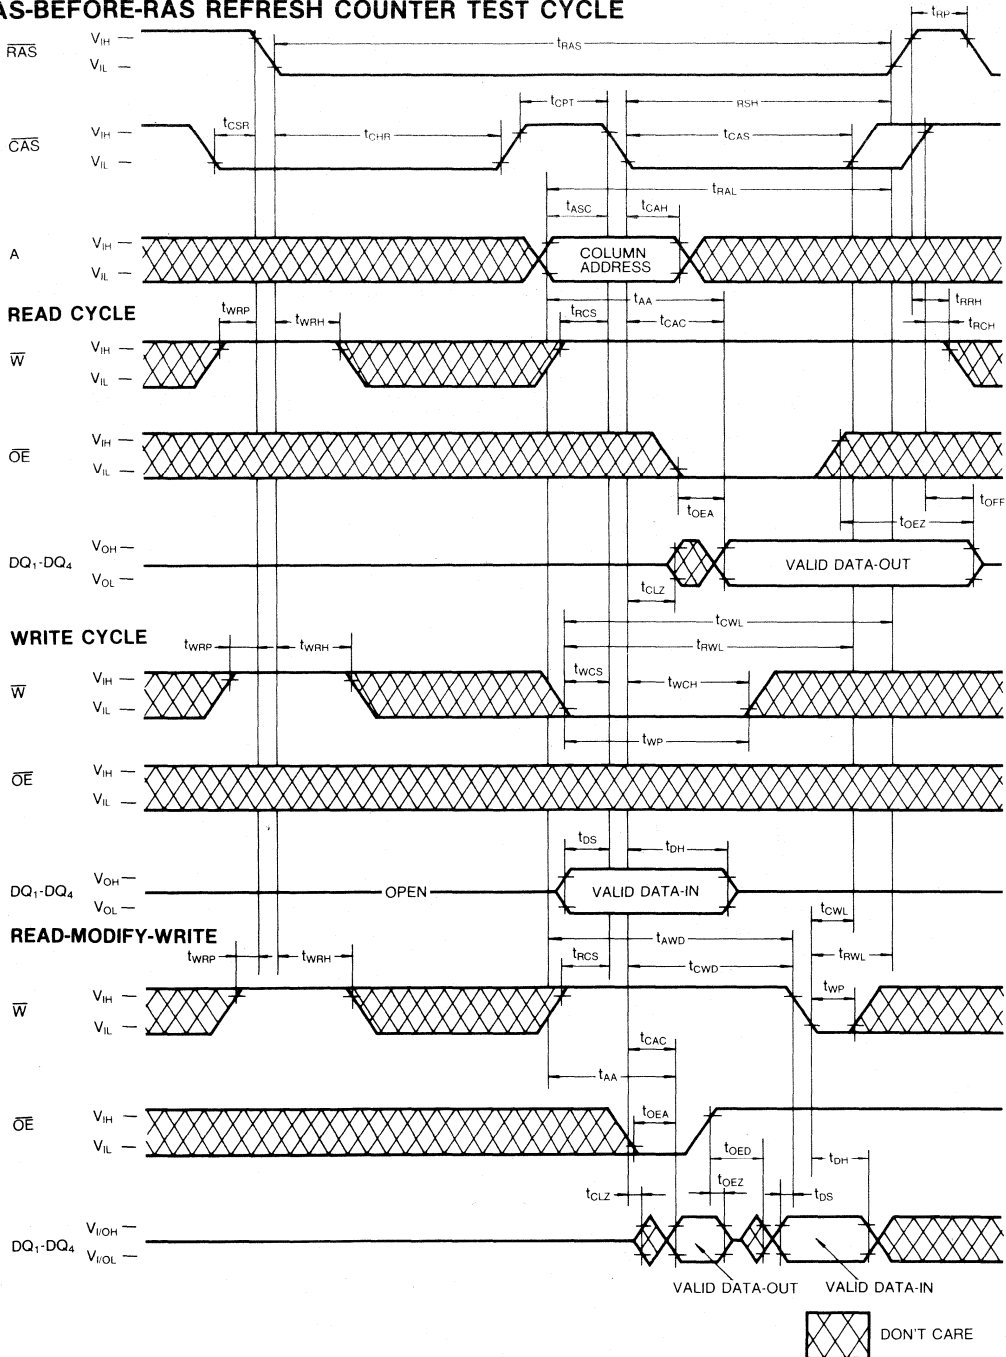 AS-BEFORE-RAS REFRESH COUNTER TEST CYCLE
tRP
RAS
VIH
VIL
tRAS
tCPT
RSH
tCSR
CAS
VIH
VIL
tCHR
tCAS
tRAL
tASC
tCAH
A
VIH
VIL
COLUMN
ADDRESS
READ CYCLE
tWRP
tWRH
tAA
tRCS
tCAC
tRRH
tRCH
W
VIH
VIL
OE
VIH
VIL
tOEA
tOEZ
tOFF
DQ1-DQ4
VOH
VOL
VALID DATA-OUT
tCLZ
WRITE CYCLE
tCWL
tWRP
tWRH
tRWL
W
VIH
VIL
tWCS
tWCH
tWP
OE
VIH
VIL
tDS
tDH
DQ1-DQ4
VOH
VOL
OPEN
VALID DATA-IN
READ-MODIFY-WRITE
tCWL
tAWD
tWRP
tWRH
tRCS
tCWD
tRWL
W
VIH
VIL
tWP
tCAC
tAA
OE
VIH
VIL
tOEA
tOED
tDH
tCLZ
tOEZ
tDS
DQ1-DQ4
VI/OH
VI/OL
VALID DATA-OUT
VALID DATA-IN
DON'T CARE